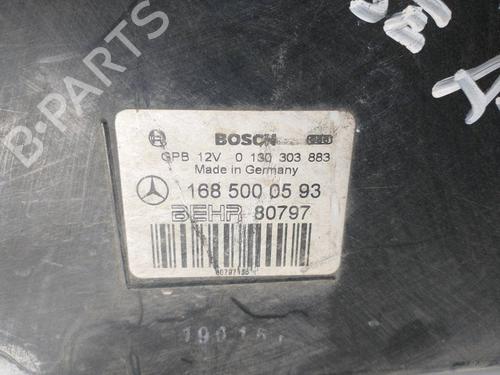 B-Parts
BOSCH
GPB 12V 0 130 303 883
Made in Germany
168 500 05 93
BEHR 80797